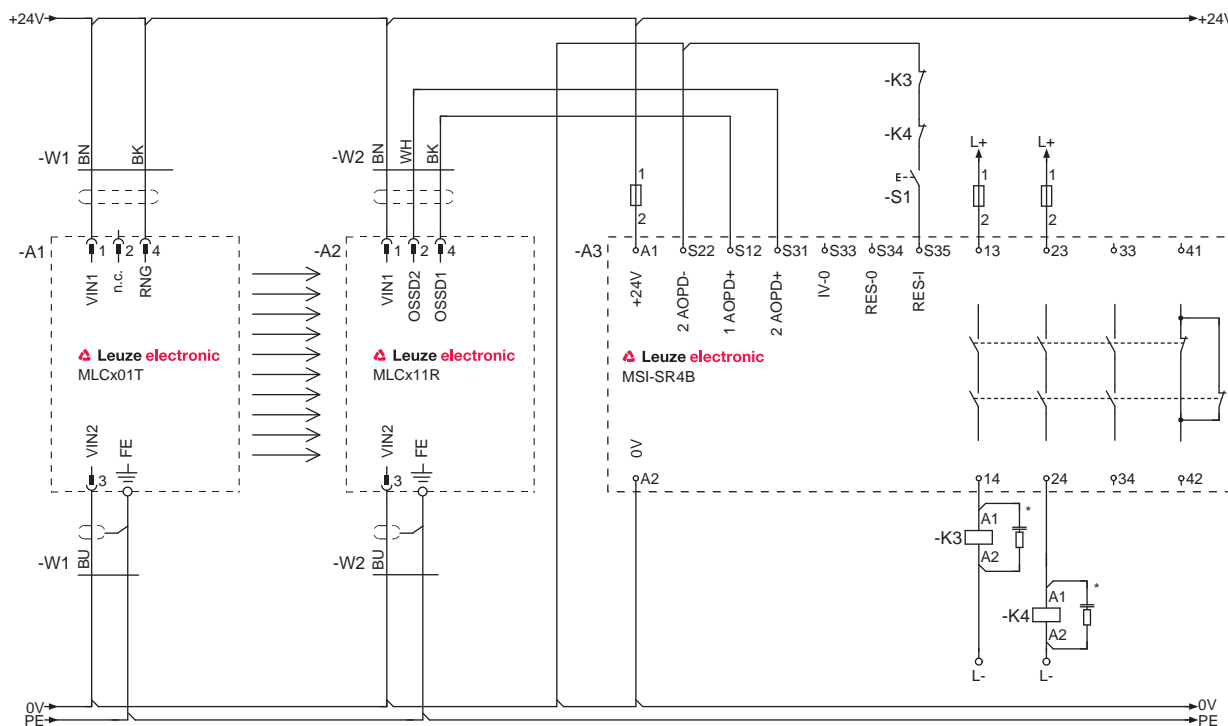 +24V +24V
-K3
-K4
-W1 BN BK -W2 BN WH BK L+ L+
E -S1
1 1 1
2 2 2
-A1 1 2 4 -A2 1 2 4 -A3 A1 S22 S12 S31 S33 S34 S35 13 23 33 41
VIN1 n.c. RNG VIN1 OSSD2 OSSD1 +24V 2 AOPD- 1 AOPD+ 2 AOPD+ IV-0 RES-0 RES-I
Leuze electronic Leuze electronic Leuze electronic
MLCx01T MLCx11R MSI-SR4B
VIN2 FE VIN2 FE 0V
3 3 A2 14 24 34 42
A1 *
-K3
A2
-W1 BU -W2 BU
A1 *
-K4
A2
L- L-
0V 0V
PE PE